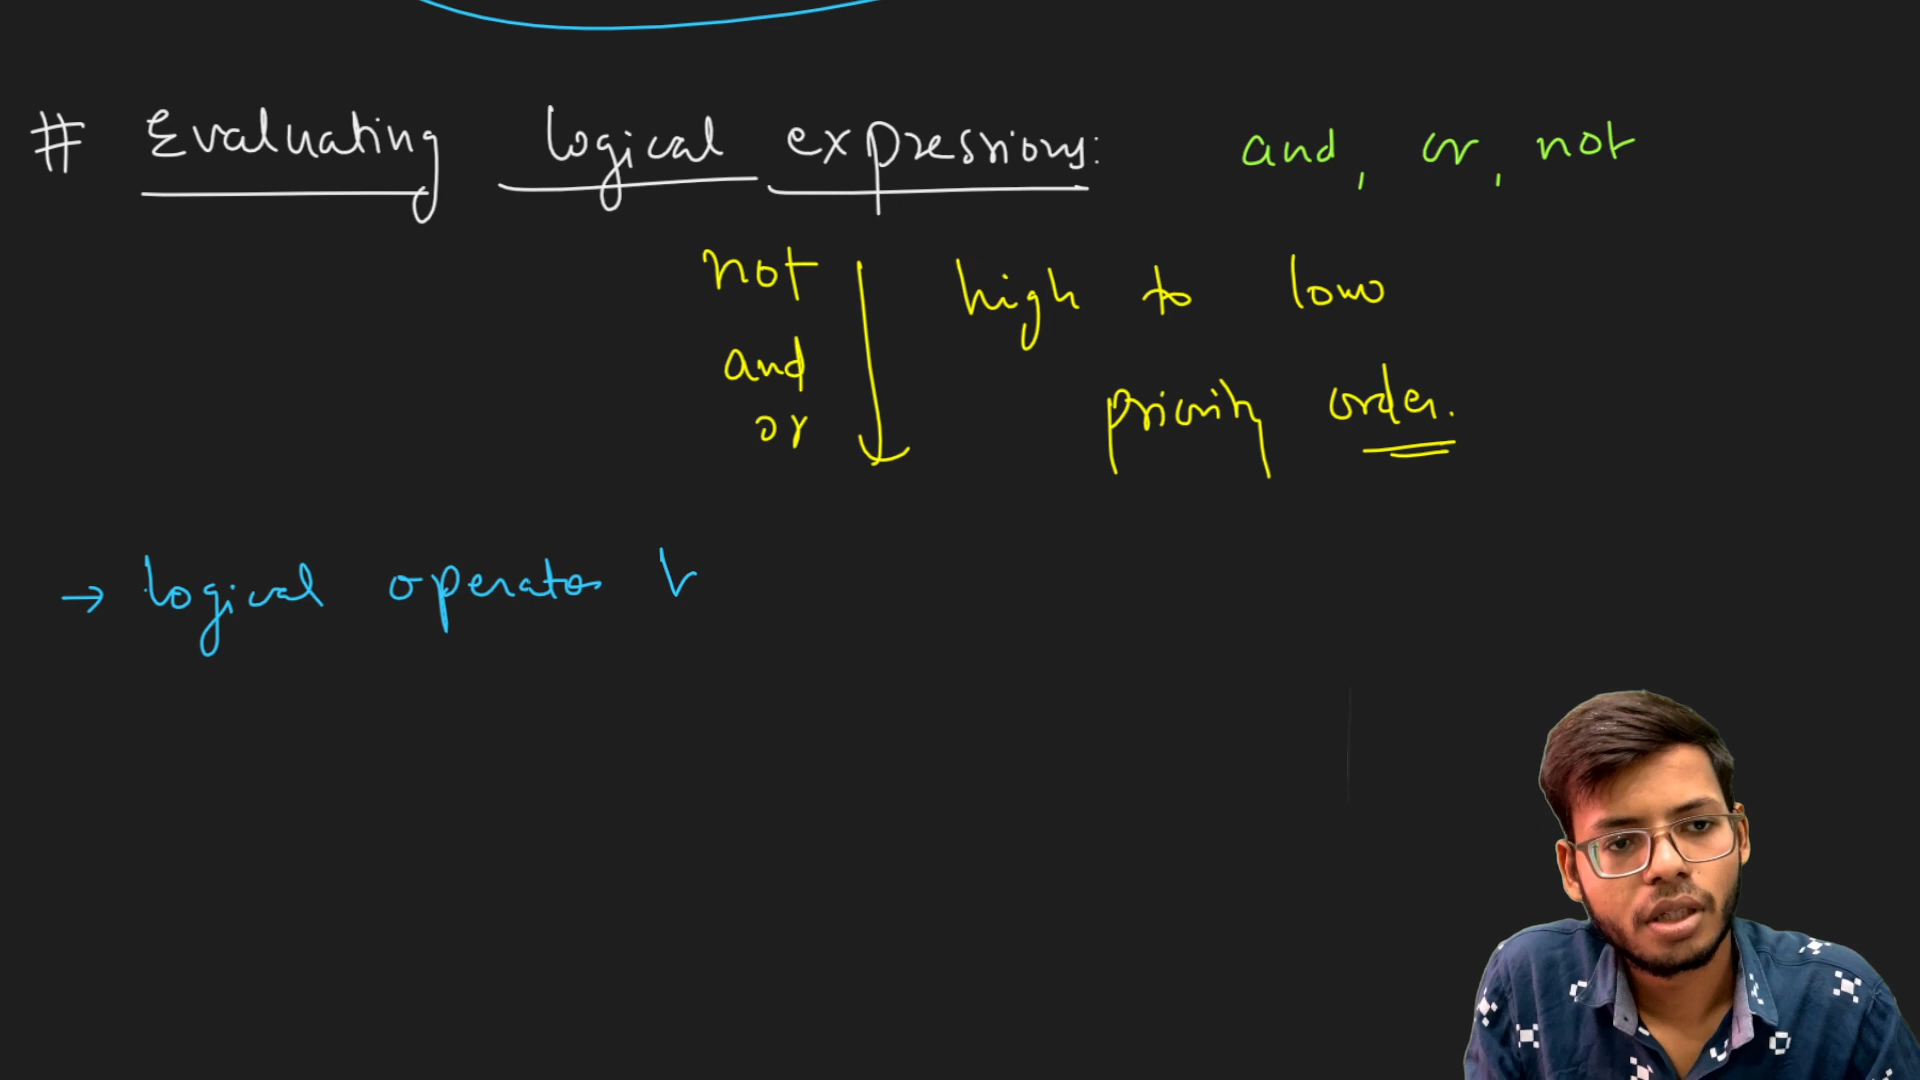 # Evaluating logical expressions: and, or, not
not high to low
and
priority order.
or
→ logical operator